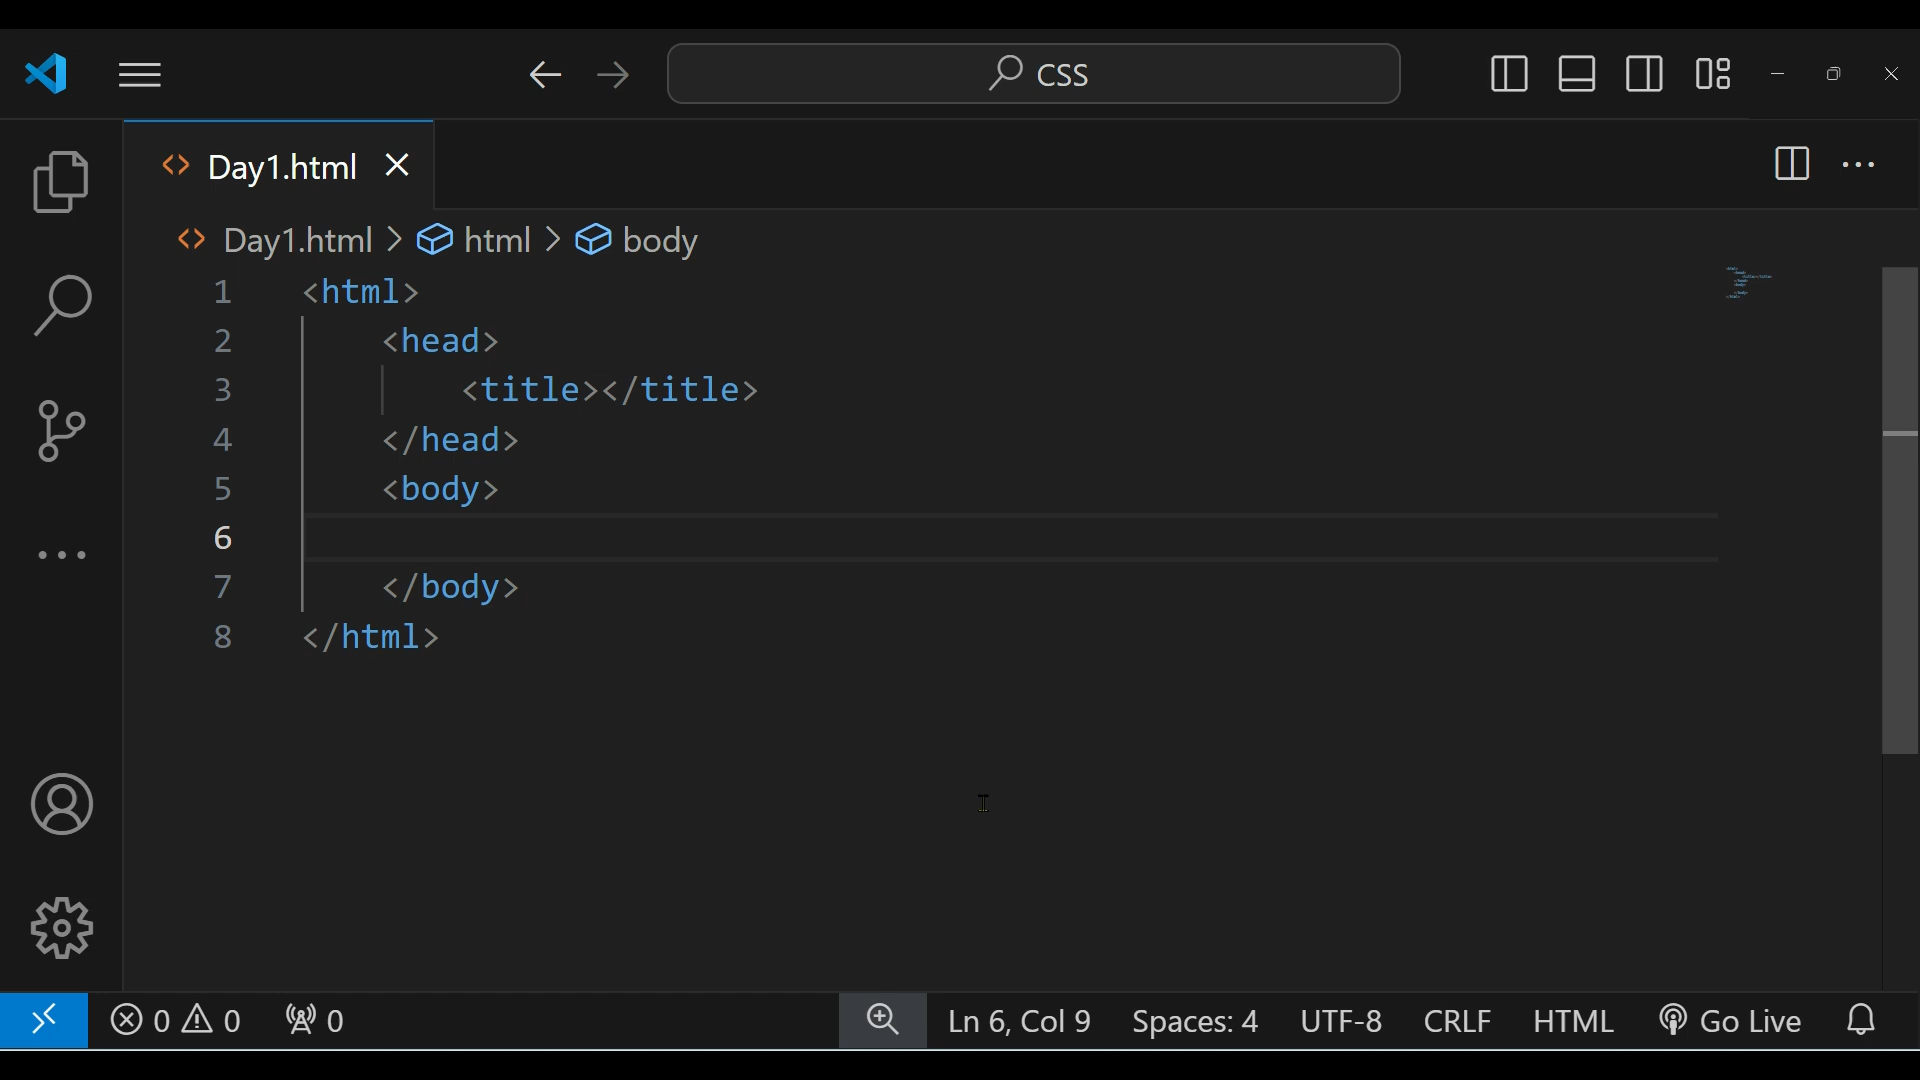 CSS
Day1.html
Day1.html > html > body
1 <html>
2 <head>
3 <title></title>
4 </head>
5 <body>
6
7 </body>
8 </html>
0 0 0 Ln 6, Col 9 Spaces: 4 UTF-8 CRLF HTML Go Live